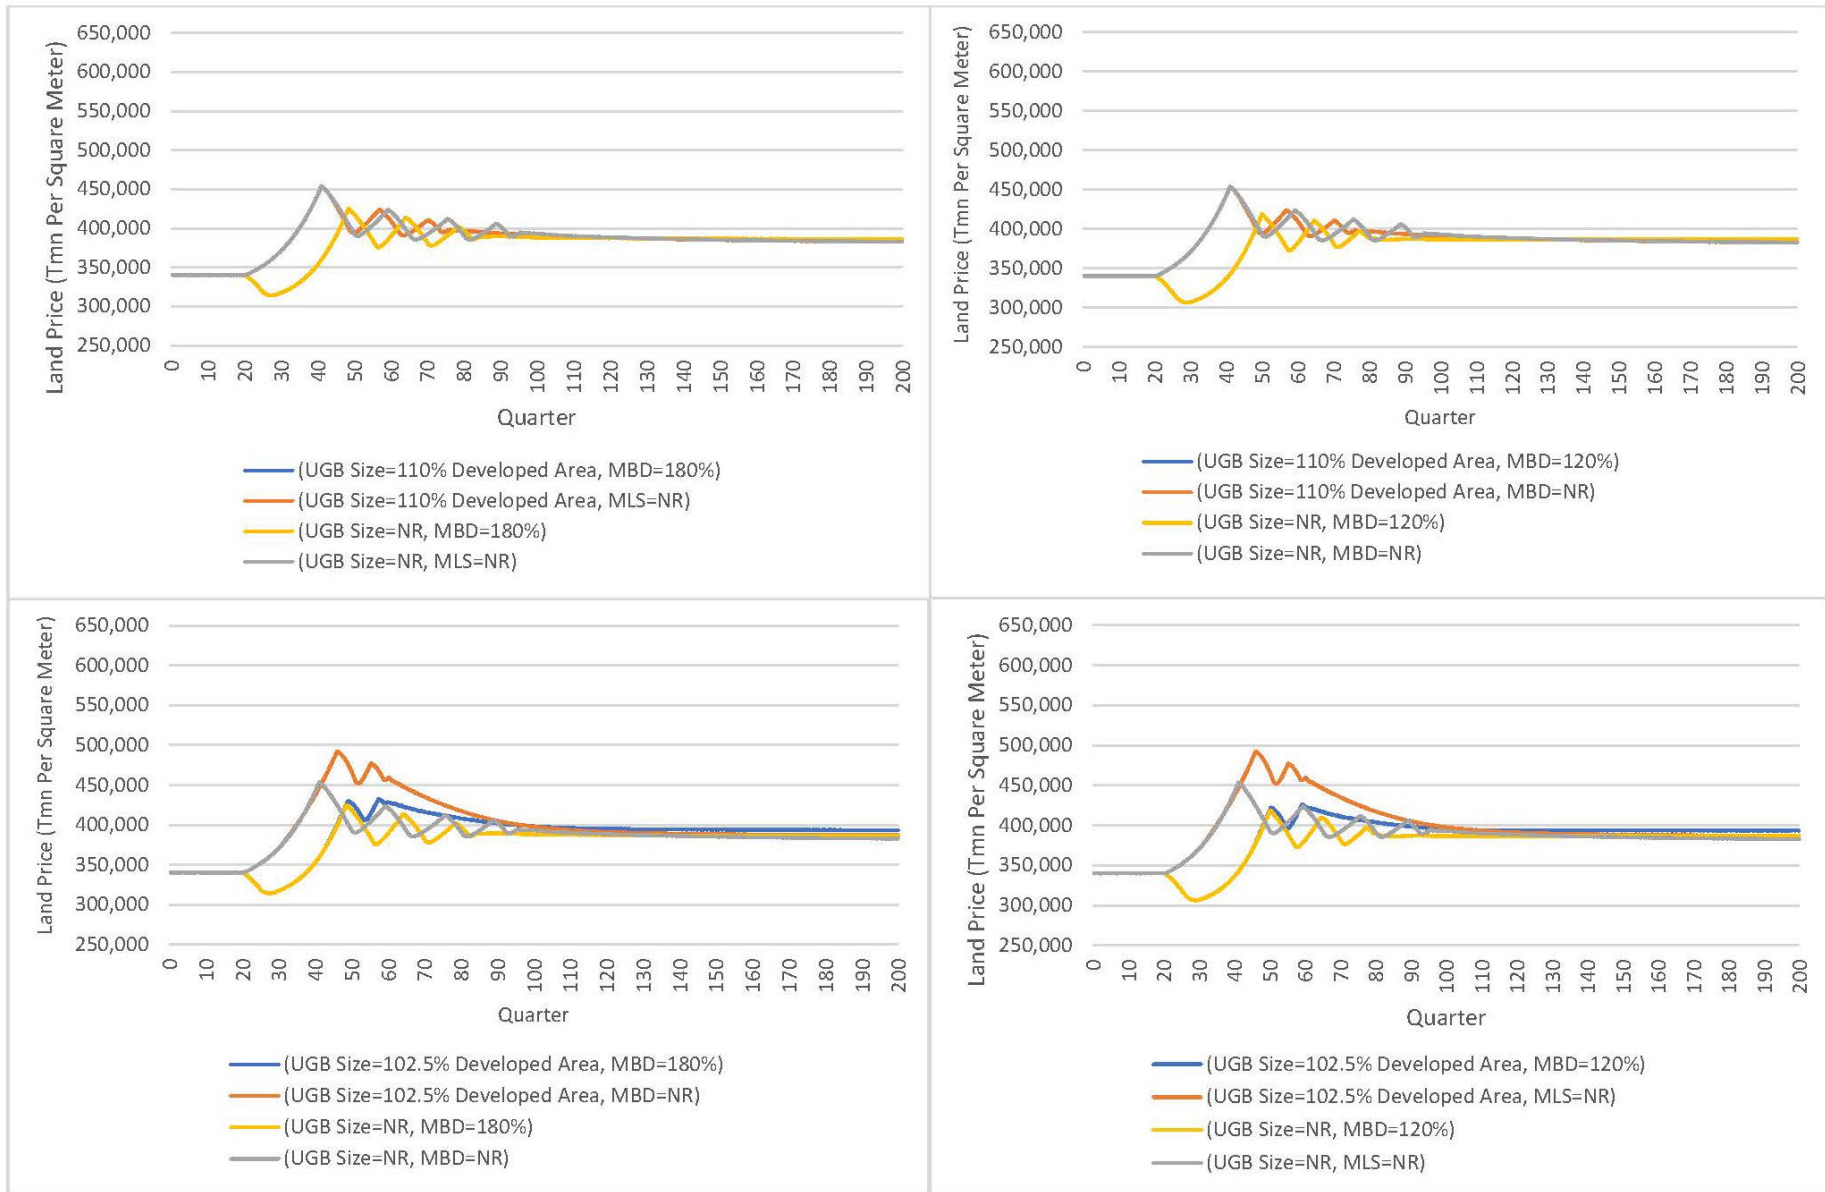 Land Price (Tmn Per Square Meter)
650,000
600,000
550,000
500,000
450,000
400,000
350,000
300,000
250,000
0 10 20 30 40 50 60 70 80 90 100 110 120 130 140 150 160 170 180 190 200
Quarter
(UGB Size=110% Developed Area, MBD=180%)
(UGB Size=110% Developed Area, MLS=NR)
(UGB Size=NR, MBD=180%)
(UGB Size=NR, MLS=NR)
Land Price (Tmn Per Square Meter)
650,000
600,000
550,000
500,000
450,000
400,000
350,000
300,000
250,000
0 10 20 30 40 50 60 70 80 90 100 110 120 130 140 150 160 170 180 190 200
Quarter
(UGB Size=110% Developed Area, MBD=120%)
(UGB Size=110% Developed Area, MBD=NR)
(UGB Size=NR, MBD=120%)
(UGB Size=NR, MBD=NR)
Land Price (Tmn Per Square Meter)
650,000
600,000
550,000
500,000
450,000
400,000
350,000
300,000
250,000
0 10 20 30 40 50 60 70 80 90 100 110 120 130 140 150 160 170 180 190 200
Quarter
(UGB Size=102.5% Developed Area, MBD=180%)
(UGB Size=102.5% Developed Area, MBD=NR)
(UGB Size=NR, MBD=180%)
(UGB Size=NR, MBD=NR)
Land Price (Tmn Per Square Meter)
650,000
600,000
550,000
500,000
450,000
400,000
350,000
300,000
250,000
0 10 20 30 40 50 60 70 80 90 100 110 120 130 140 150 160 170 180 190 200
Quarter
(UGB Size=102.5% Developed Area, MBD=120%)
(UGB Size=102.5% Developed Area, MLS=NR)
(UGB Size=NR, MBD=120%)
(UGB Size=NR, MLS=NR)